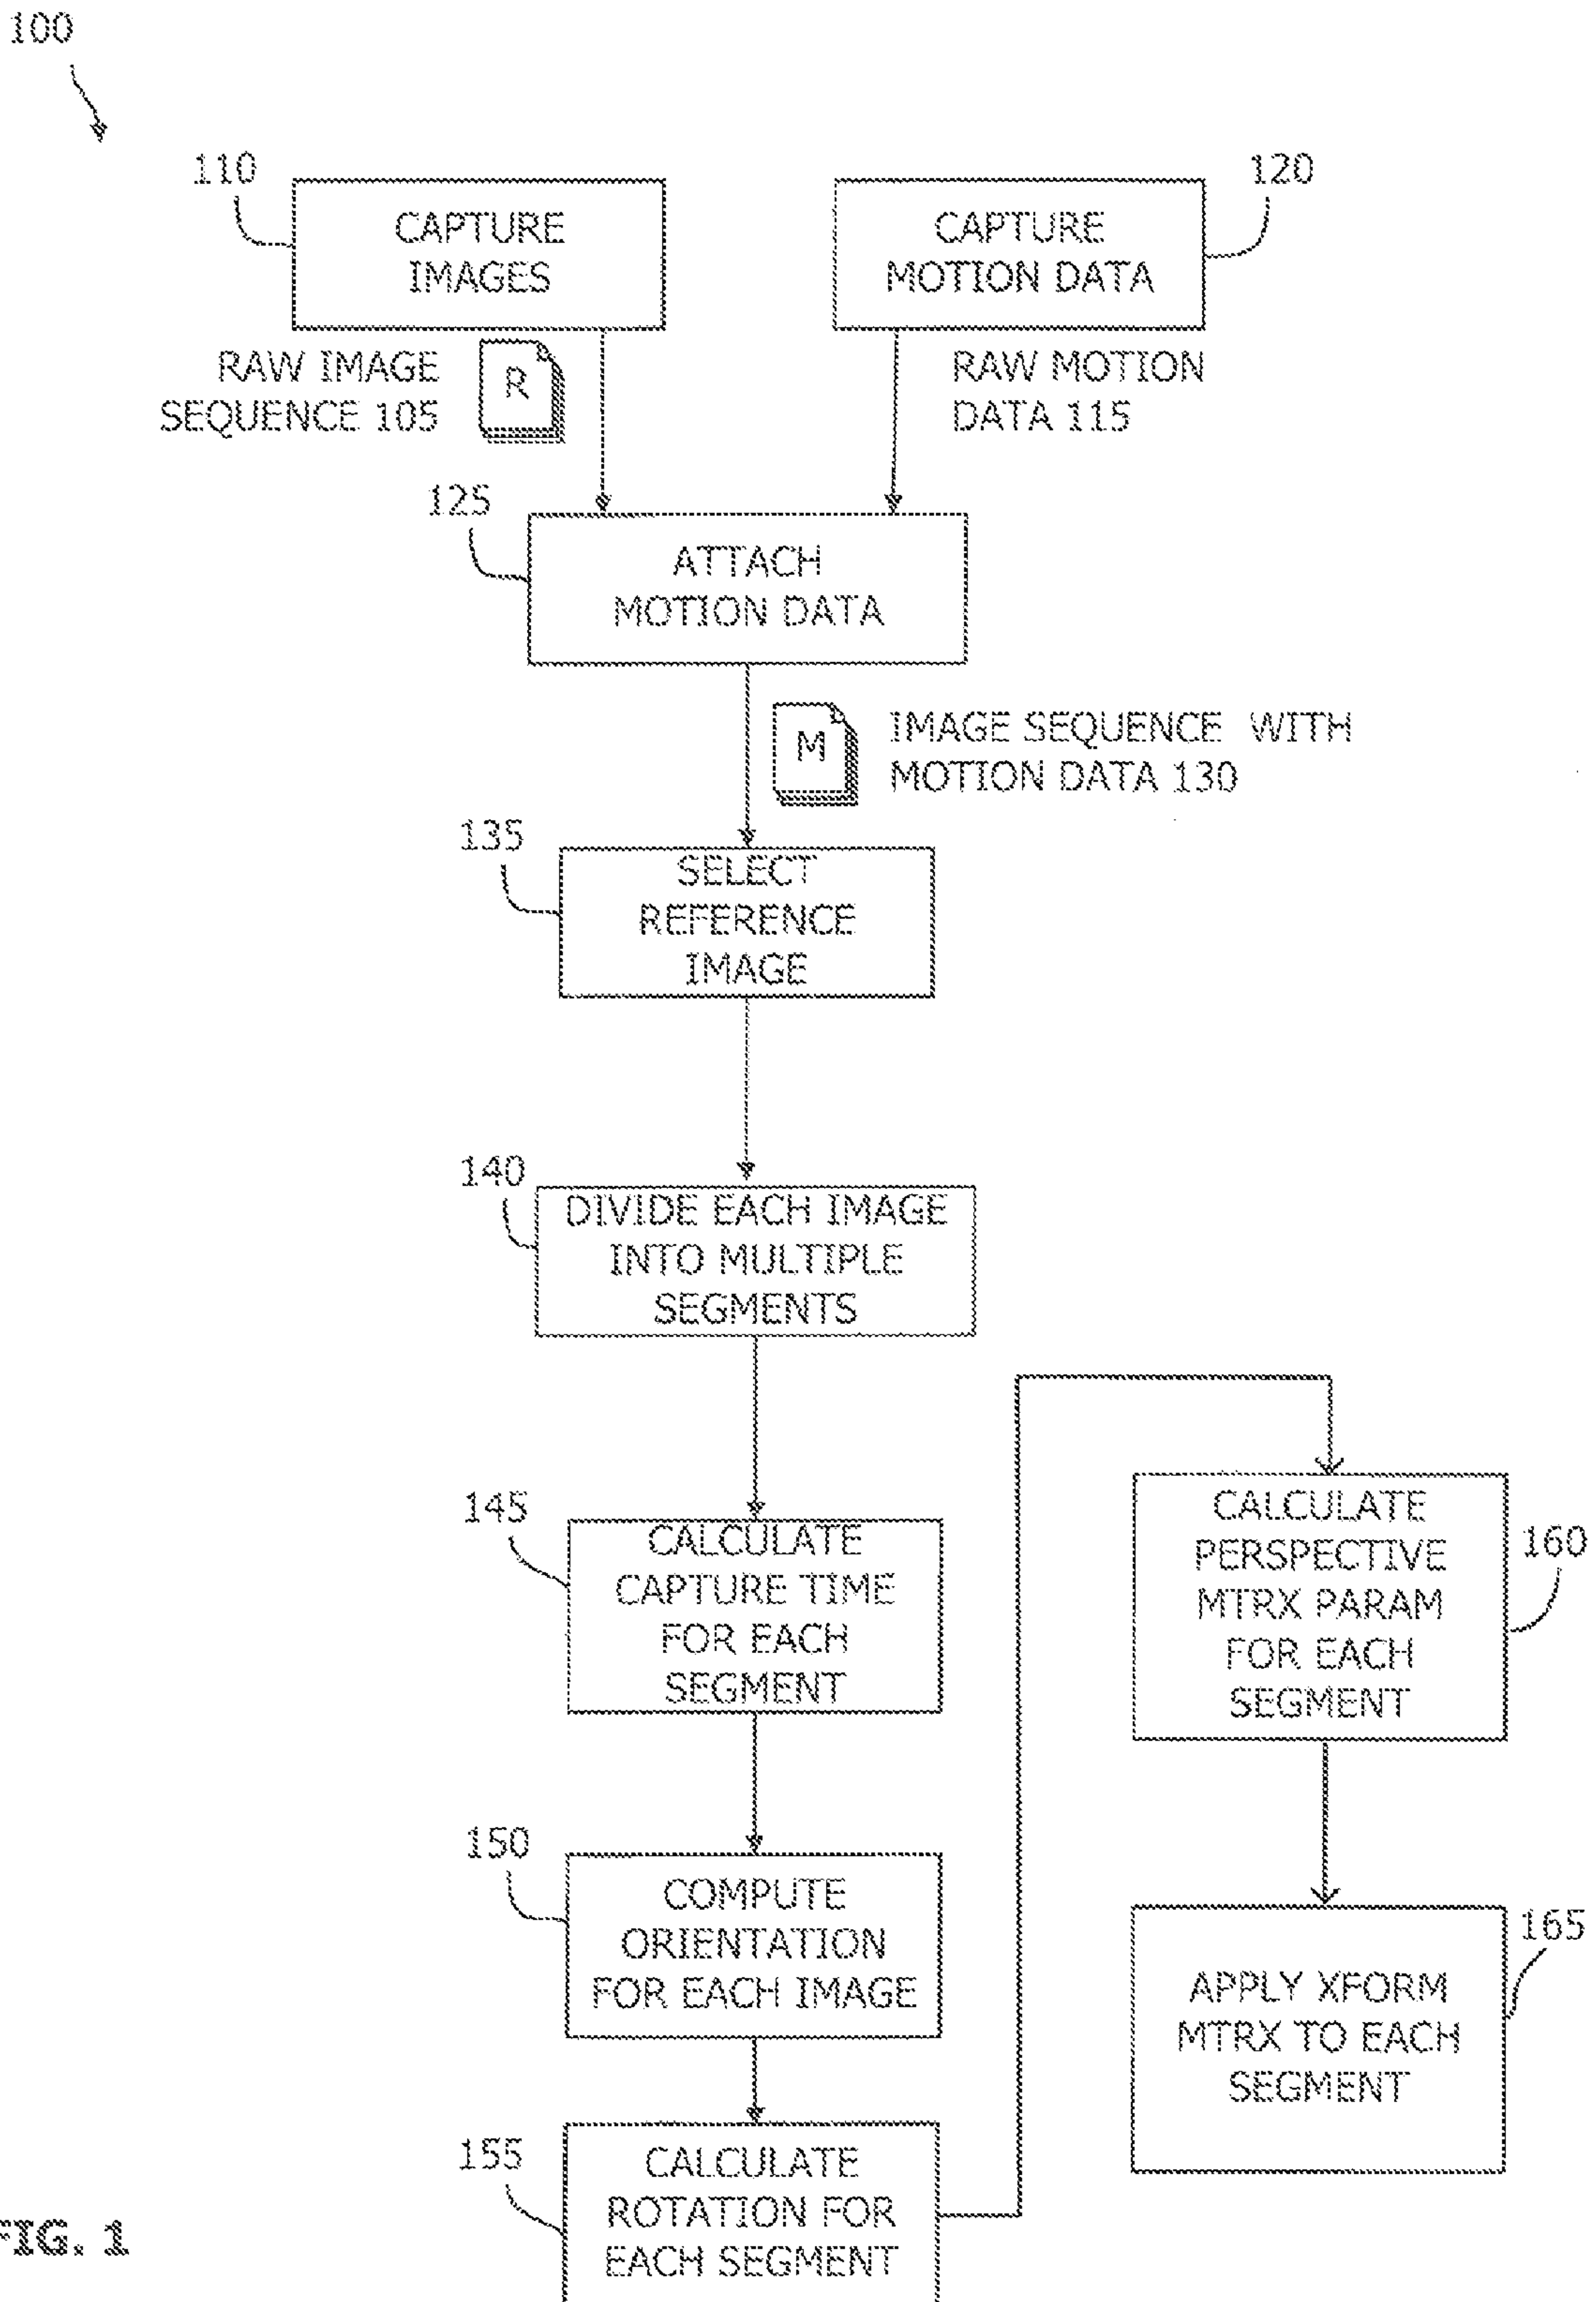 100
110
CAPTURE
IMAGES
120
CAPTURE
MOTION DATA
RAW IMAGE
SEQUENCE 105
R
RAW MOTION
DATA 115
125
ATTACH
MOTION DATA
M
IMAGE SEQUENCE WITH
MOTION DATA 130
135
SELECT
REFERENCE
IMAGE
140
DIVIDE EACH IMAGE
INTO MULTIPLE
SEGMENTS
145
CALCULATE
CAPTURE TIME
FOR EACH
SEGMENT
150
COMPUTE
ORIENTATION
FOR EACH IMAGE
155
CALCULATE
ROTATION FOR
EACH SEGMENT
160
CALCULATE
PERSPECTIVE
MTRX PARAM
FOR EACH
SEGMENT
165
APPLY XFORM
MTRX TO EACH
SEGMENT
FIG. 1